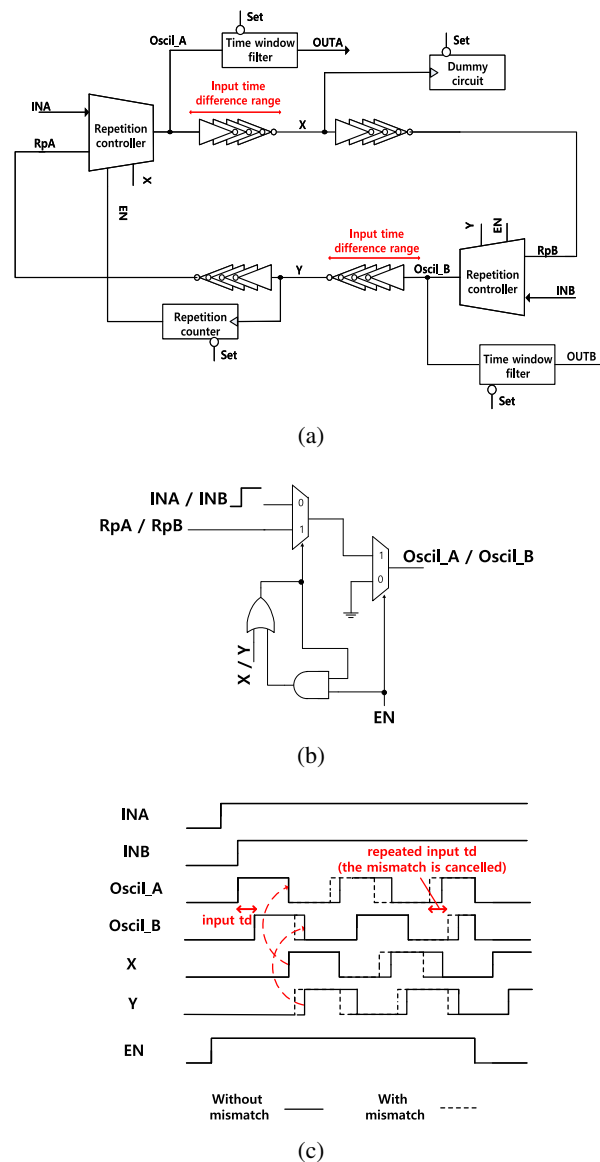 Set
Oscil_A
Time window
filter
OUTA
Set
Dummy
circuit
Input time
difference range
X
INA
Repetition
controller
RpA
X
EN
Input time
difference range
Y
EN
Y
RpB
Repetition
controller
Oscil_B
INB
Repetition
counter
Set
Time window
filter
OUTB
Set
(a)
INA / INB
0
RpA / RpB
1
1
Oscil_A / Oscil_B
0
X / Y
EN
(b)
INA
INB
repeated input td
(the mismatch is cancelled)
Oscil_A
input td
Oscil_B
X
Y
EN
Without
mismatch
With
mismatch
(c)